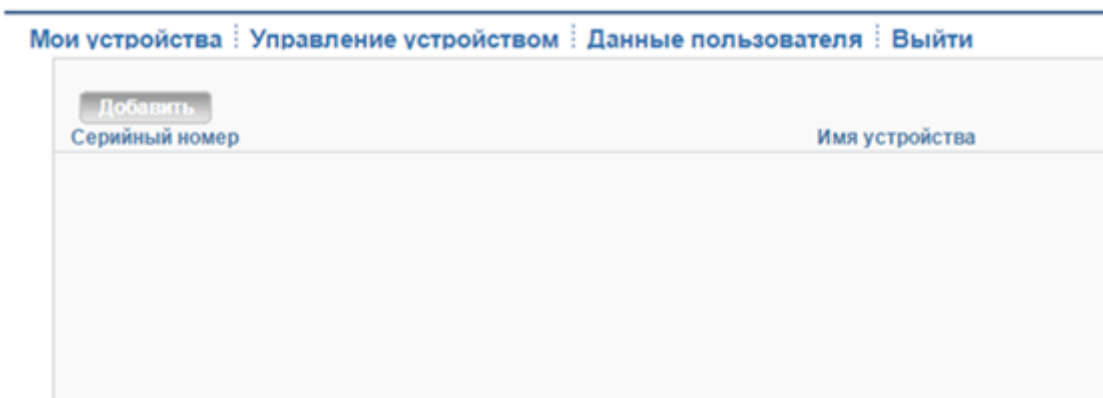 Мои устройства Управление устройством Данные пользователя Выйти
Добавить
Серийный номер Имя устройства